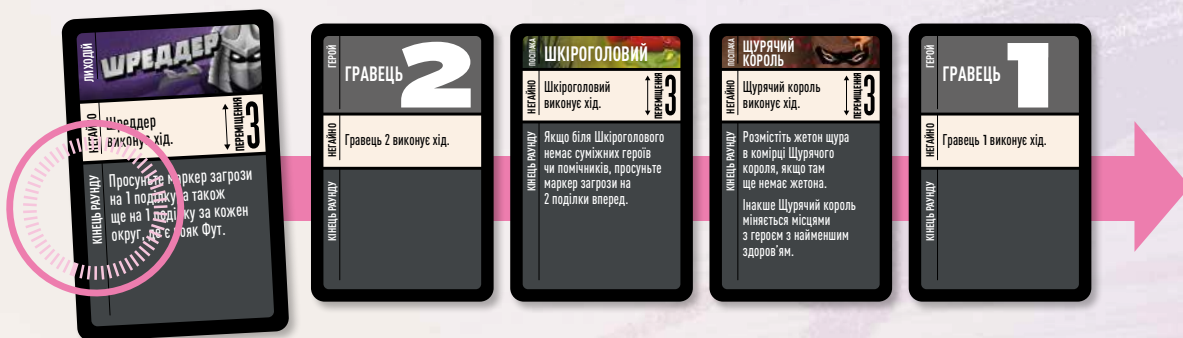 ЛИХОДІЙ
ШРЕДДЕР
НЕГАЙНО
Шреддер
виконує хід.
ПЕРЕМІЩЕННЯ
3
КІНЕЦЬ РАУНДУ
Просуньте маркер загрози
на 1 поділку, а також
ще на 1 поділку за кожен
округ, де є вояк Фут.
ГЕРОЙ
ГРАВЕЦЬ
2
НЕГАЙНО
Гравець 2 виконує хід.
КІНЕЦЬ РАУНДУ
ПОСІПАКА
ШКІРОГОЛОВИЙ
НЕГАЙНО
Шкіроголовий
виконує хід.
ПЕРЕМІЩЕННЯ
3
КІНЕЦЬ РАУНДУ
Якщо біля Шкіроголового
немає суміжних героїв
чи помічників, просуньте
маркер загрози на
2 поділки вперед.
ПОСІПАКА
ЩУРЯЧИЙ
КОРОЛЬ
НЕГАЙНО
Щурячий король
виконує хід.
ПЕРЕМІЩЕННЯ
3
КІНЕЦЬ РАУНДУ
Розмістіть жетон щура
в комірці Щурячого
короля, якщо там
ще немає жетона.
Інакше Щурячий король
міняється місцями
з героєм з найменшим
здоров'ям.
ГЕРОЙ
ГРАВЕЦЬ
1
НЕГАЙНО
Гравець 1 виконує хід.
КІНЕЦЬ РАУНДУ